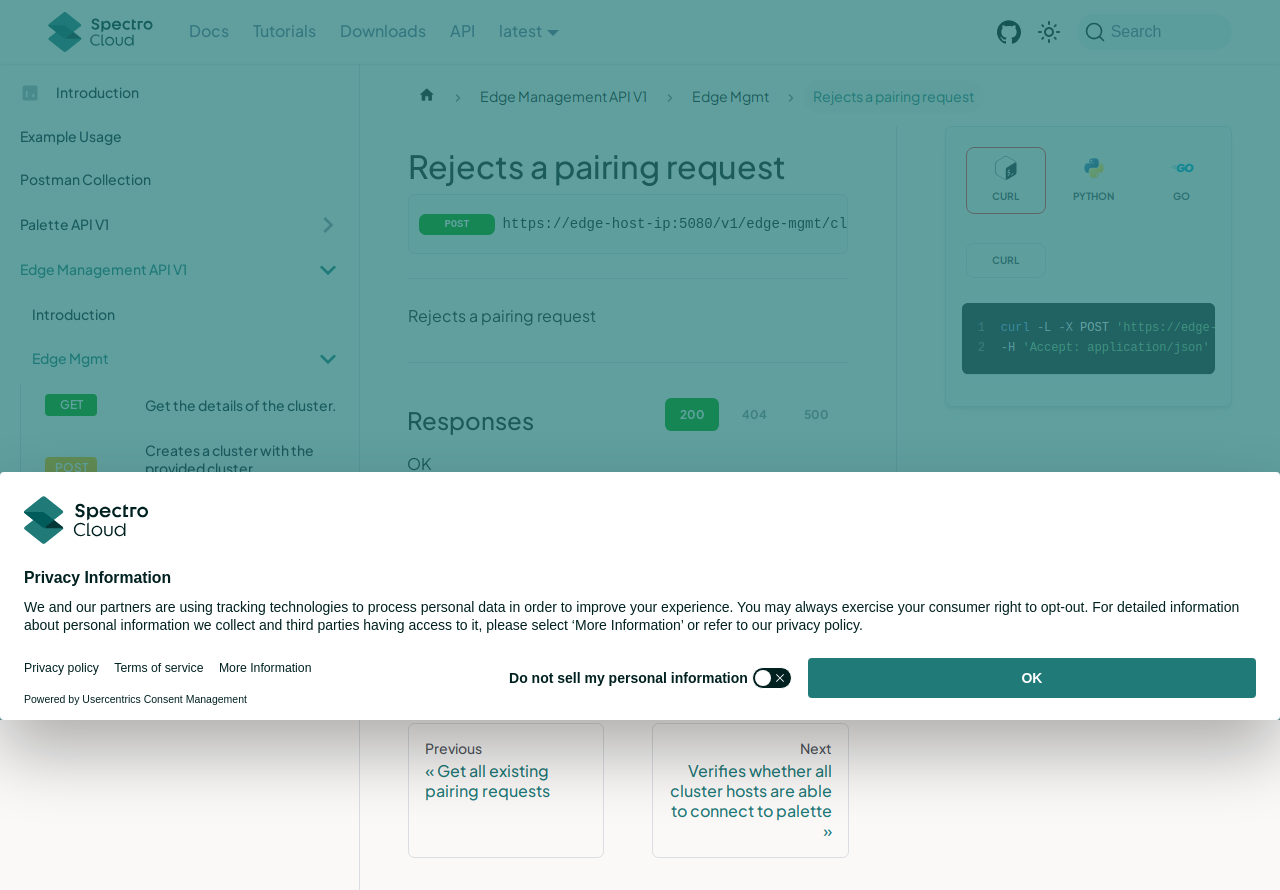 Spectro Cloud
Docs
Tutorials
Downloads
API
latest
Search
Introduction
Example Usage
Postman Collection
Palette API V1
Edge Management API V1
Introduction
Edge Mgmt
GET
Get the details of the cluster.
POST
Creates a cluster with the
provided cluster
Edge Management API V1
Edge Mgmt
Rejects a pairing request
Rejects a pairing request
POST
https://edge-host-ip:5080/v1/edge-mgmt/cl
Rejects a pairing request
Responses
200
404
500
OK
CURL
PYTHON
GO
CURL
1 curl -L -X POST 'https://edge-
2 -H 'Accept: application/json'
Spectro
Cloud
Privacy Information
We and our partners are using tracking technologies to process personal data in order to improve your experience. You may always exercise your consumer right to opt-out. For detailed information
about personal information we collect and third parties having access to it, please select ‘More Information’ or refer to our privacy policy.
Privacy policy
Terms of service
More Information
Powered by Usercentrics Consent Management
Do not sell my personal information
OK
Previous
« Get all existing
pairing requests
Next
Verifies whether all
cluster hosts are able
to connect to palette
»